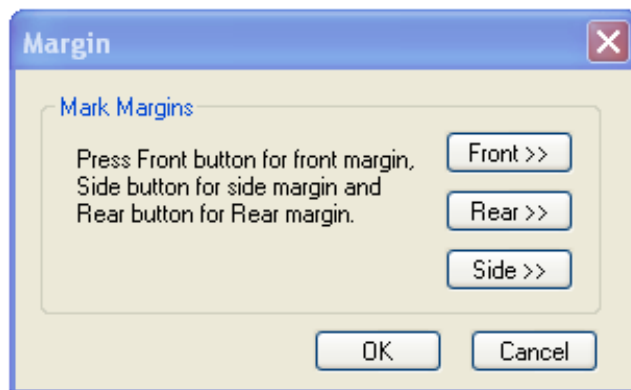 Margin
Mark Margins
Press Front button for front margin,
Side button for side margin and
Rear button for Rear margin.
Front >>
Rear >>
Side >>
OK
Cancel